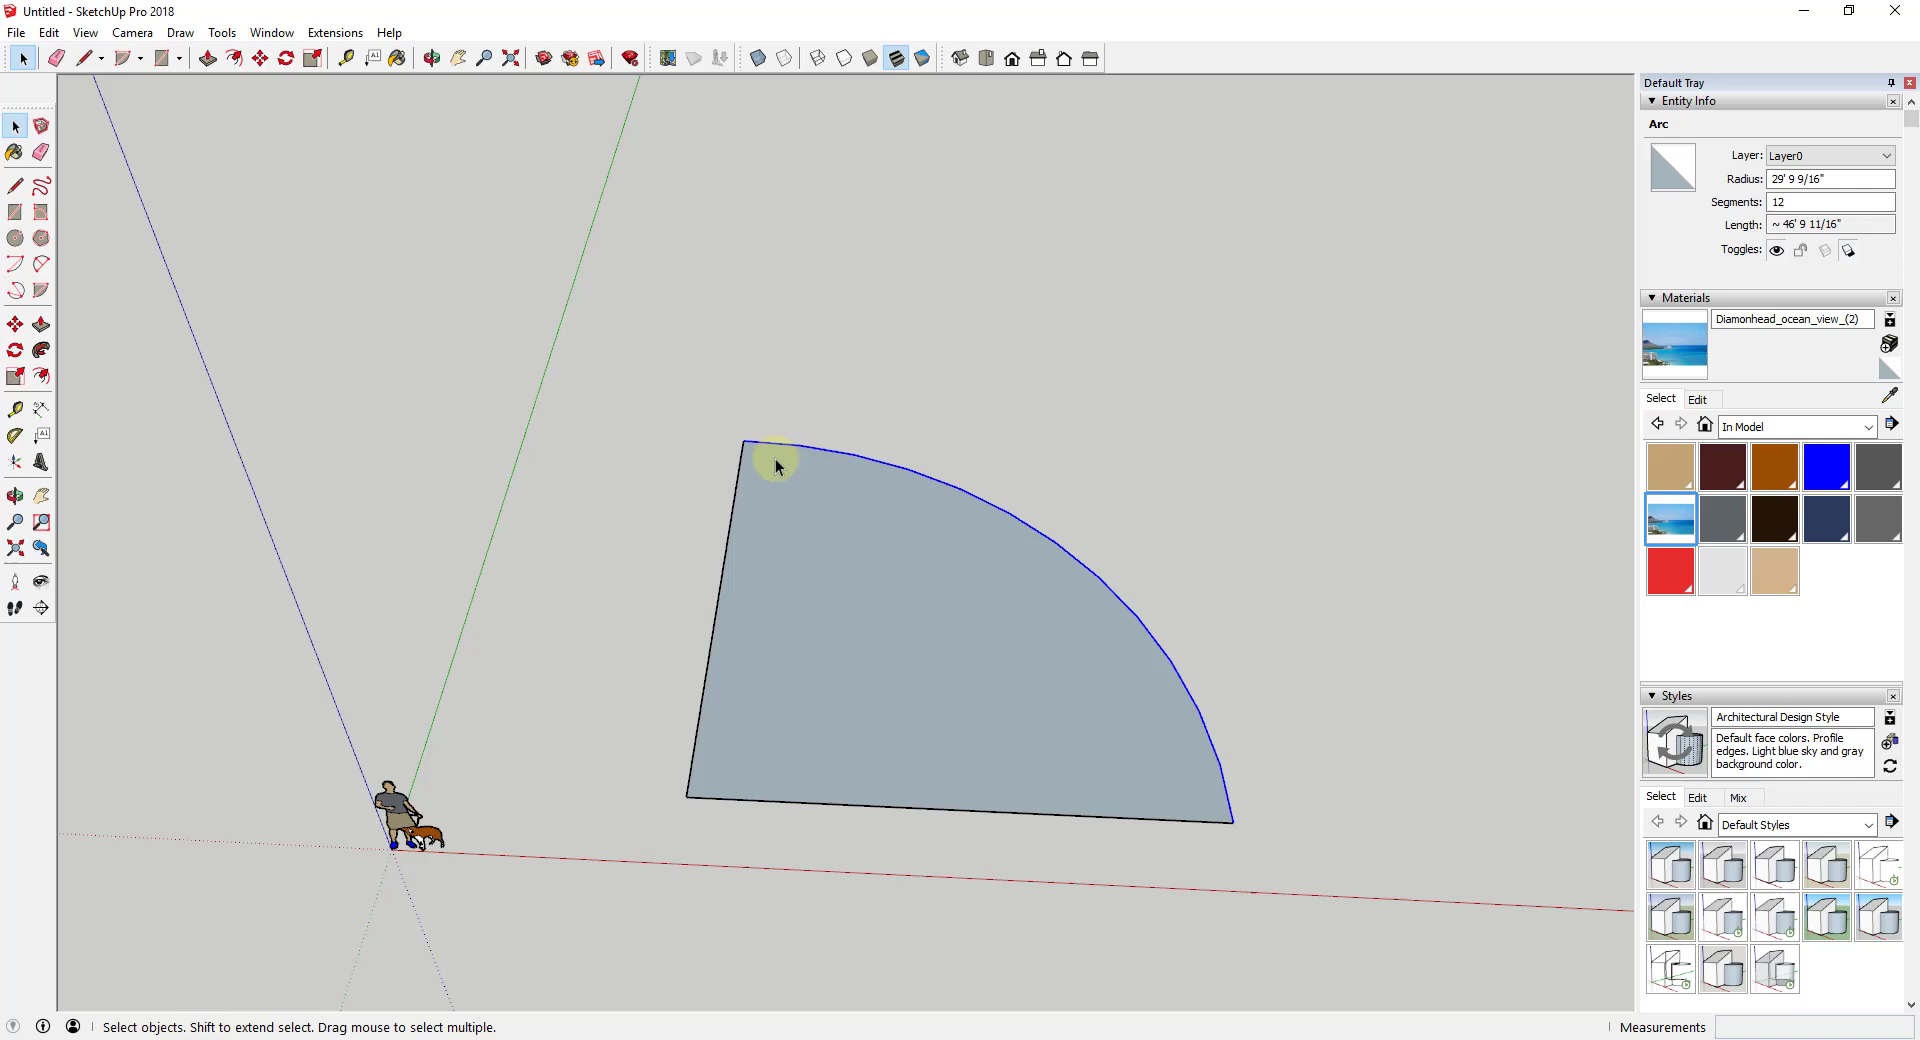 Untitled - SketchUp Pro 2018
File Edit View Camera Draw Tools Window Extensions Help
Default Tray
Entity Info
Arc
Layer: Layer0
Radius: 29' 9 9/16"
Segments: 12
Length: ~ 46' 9 11/16"
Toggles:
Materials
Diamonhead_ocean_view_(2)
Select Edit
In Model
Styles
Architectural Design Style
Default face colors. Profile
edges. Light blue sky and gray
background color.
Select Edit Mix
Default Styles
Select objects. Shift to extend select. Drag mouse to select multiple.
Measurements